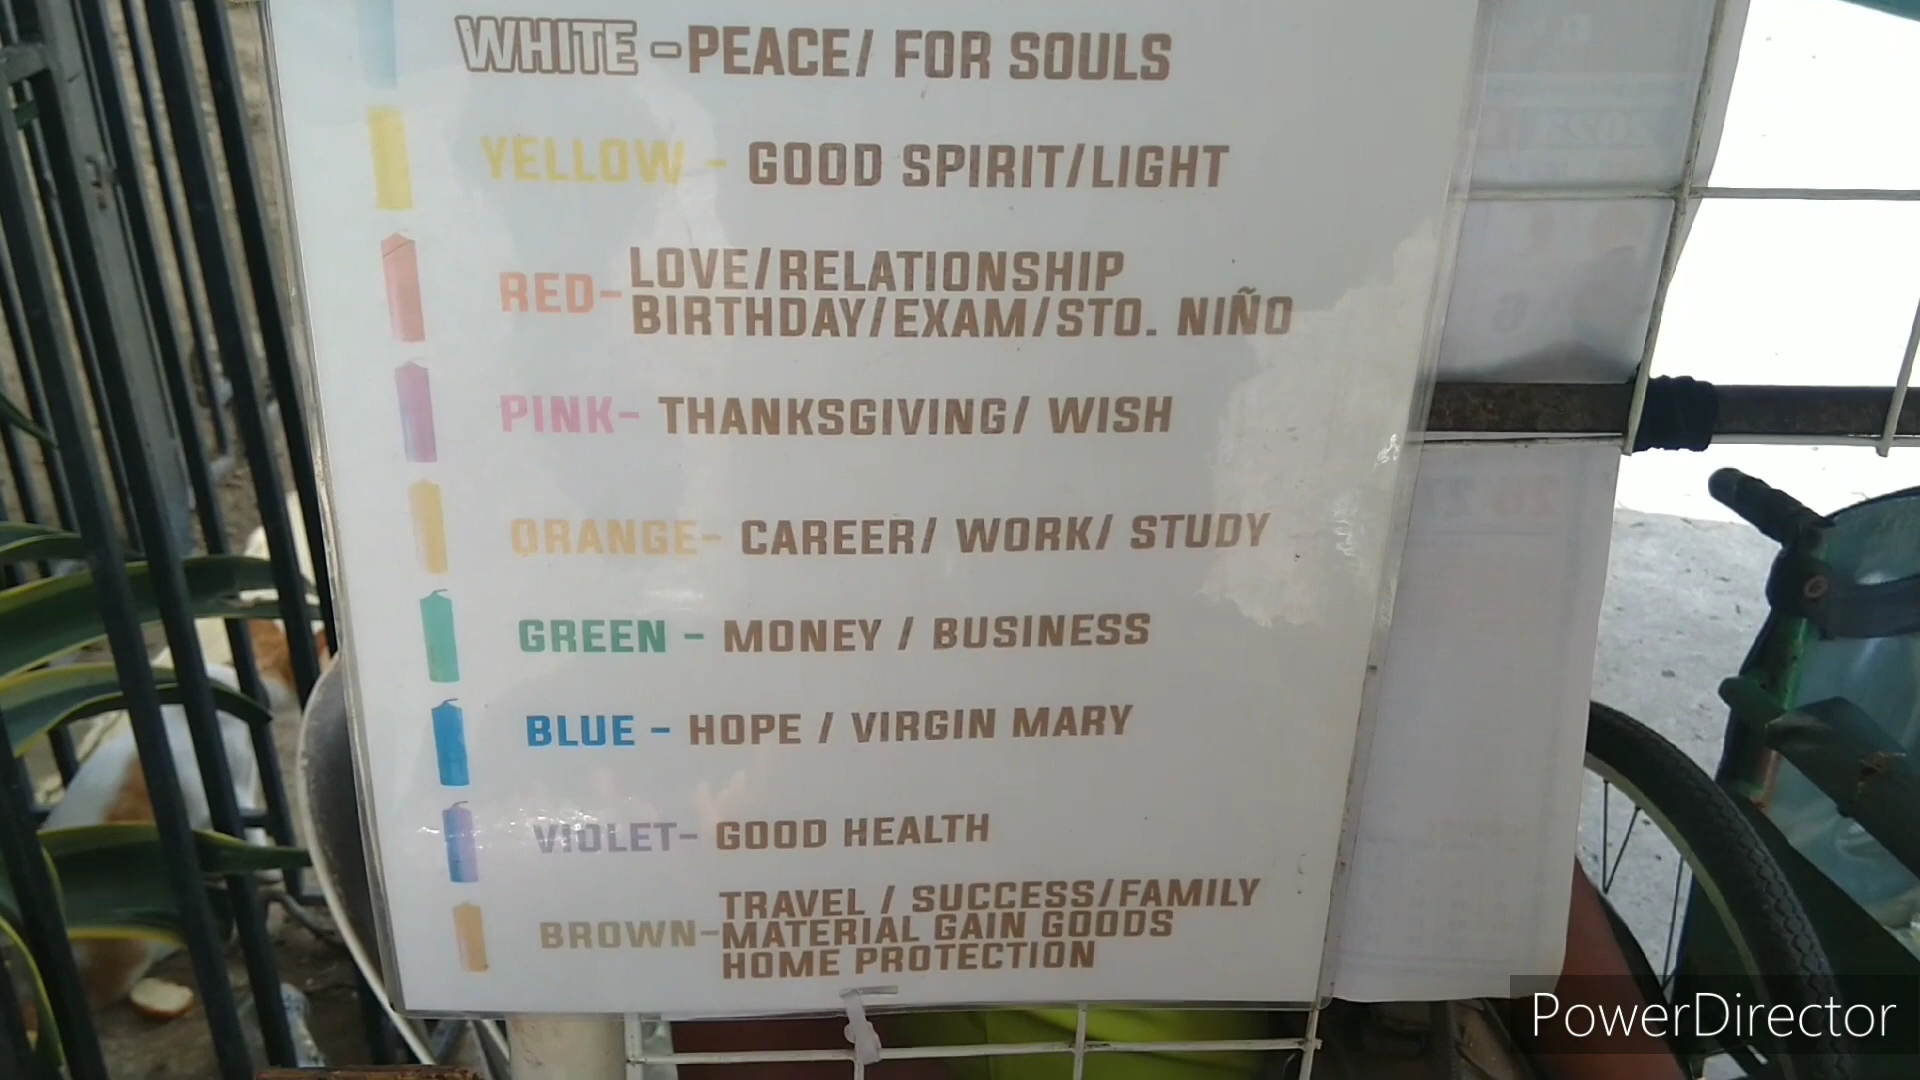 WHITE -PEACE/ FOR SOULS
YELLOW - GOOD SPIRIT/LIGHT
RED- LOVE/RELATIONSHIP
BIRTHDAY/EXAM/STO. NIÑO
PINK- THANKSGIVING/ WISH
ORANGE- CAREER/ WORK/ STUDY
GREEN - MONEY / BUSINESS
BLUE - HOPE / VIRGIN MARY
VIOLET- GOOD HEALTH
BROWN- TRAVEL / SUCCESS/FAMILY
MATERIAL GAIN GOODS
HOME PROTECTION
PowerDirector